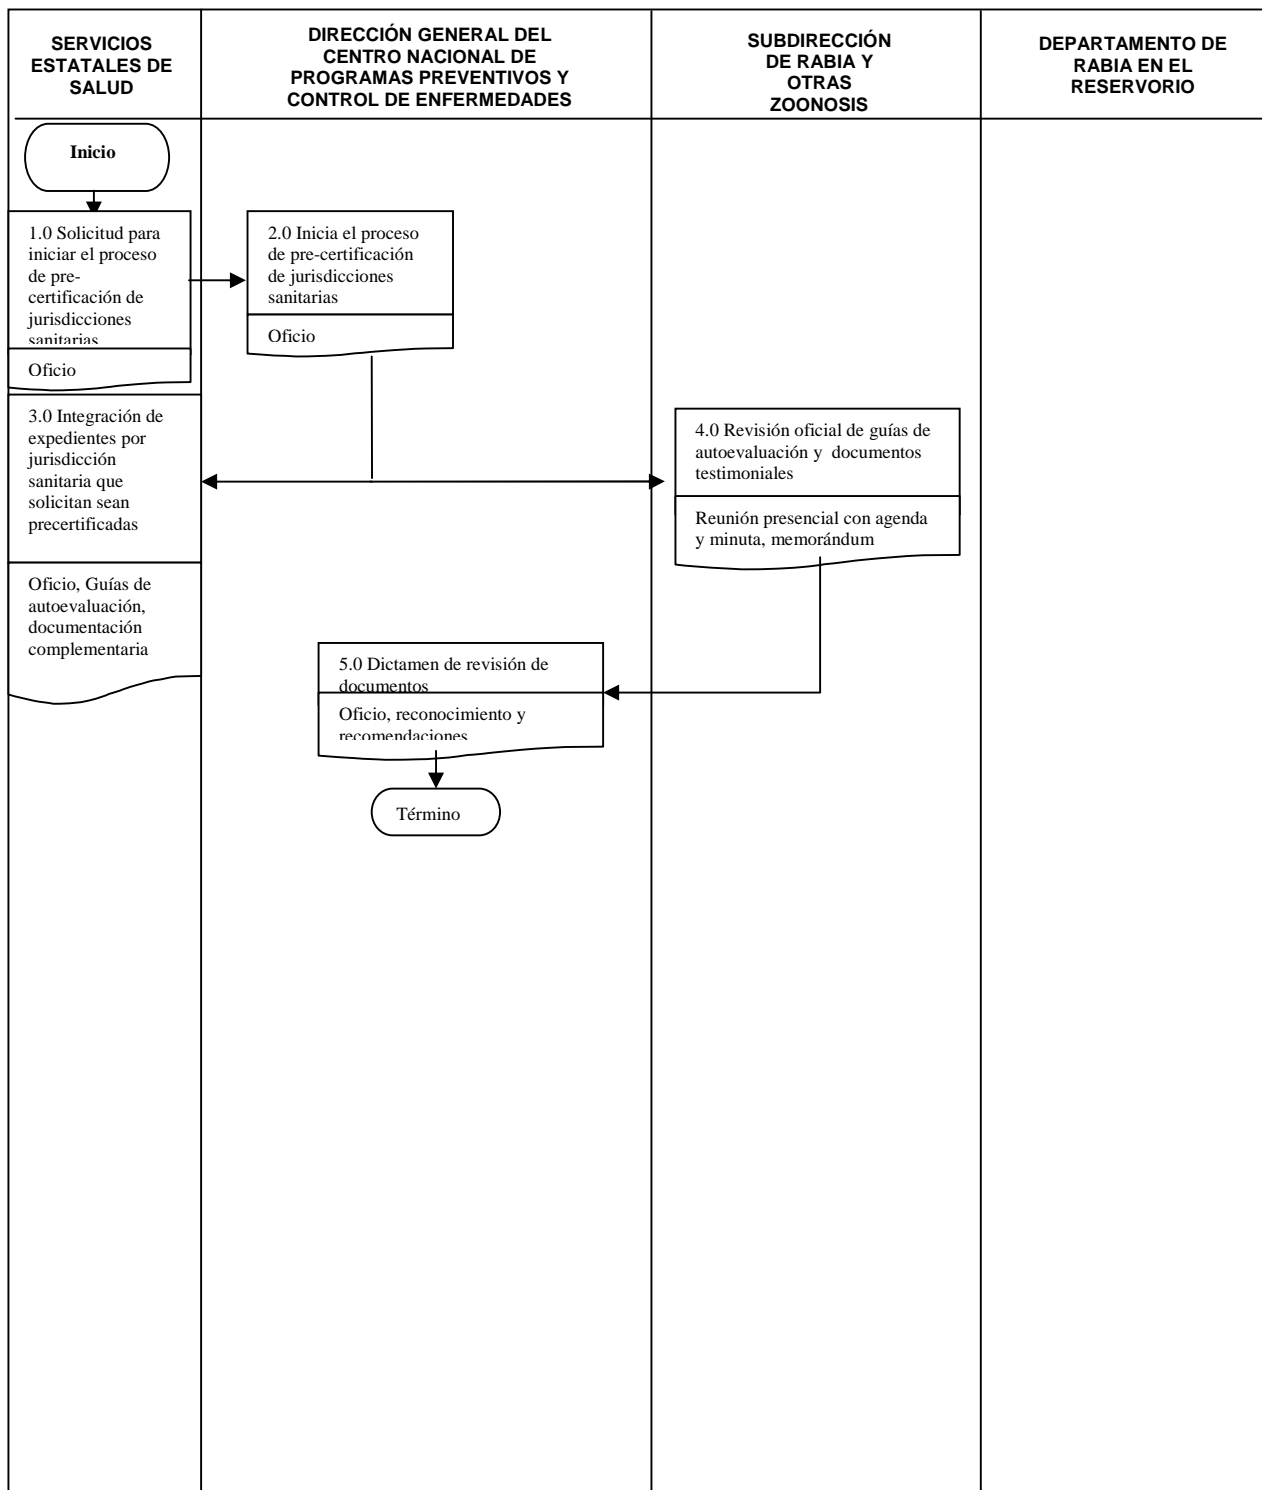 SERVICIOS
ESTATALES DE
SALUD
DIRECCIÓN GENERAL DEL
CENTRO NACIONAL DE
PROGRAMAS PREVENTIVOS Y
CONTROL DE ENFERMEDADES
SUBDIRECCIÓN
DE RABIA Y
OTRAS
ZOONOSIS
DEPARTAMENTO DE
RABIA EN EL
RESERVORIO
Inicio
1.0 Solicitud para
iniciar el proceso
de pre-
certificación de
jurisdicciones
sanitarias
Oficio
2.0 Inicia el proceso
de pre-certificación
de jurisdicciones
sanitarias
Oficio
3.0 Integración de
expedientes por
jurisdicción
sanitaria que
solicitan sean
precertificadas
Oficio, Guías de
autoevaluación,
documentación
complementaria
4.0 Revisión oficial de guías de
autoevaluación y documentos
testimoniales
Reunión presencial con agenda
y minuta, memorándum
5.0 Dictamen de revisión de
documentos
Oficio, reconocimiento y
recomendaciones
Término